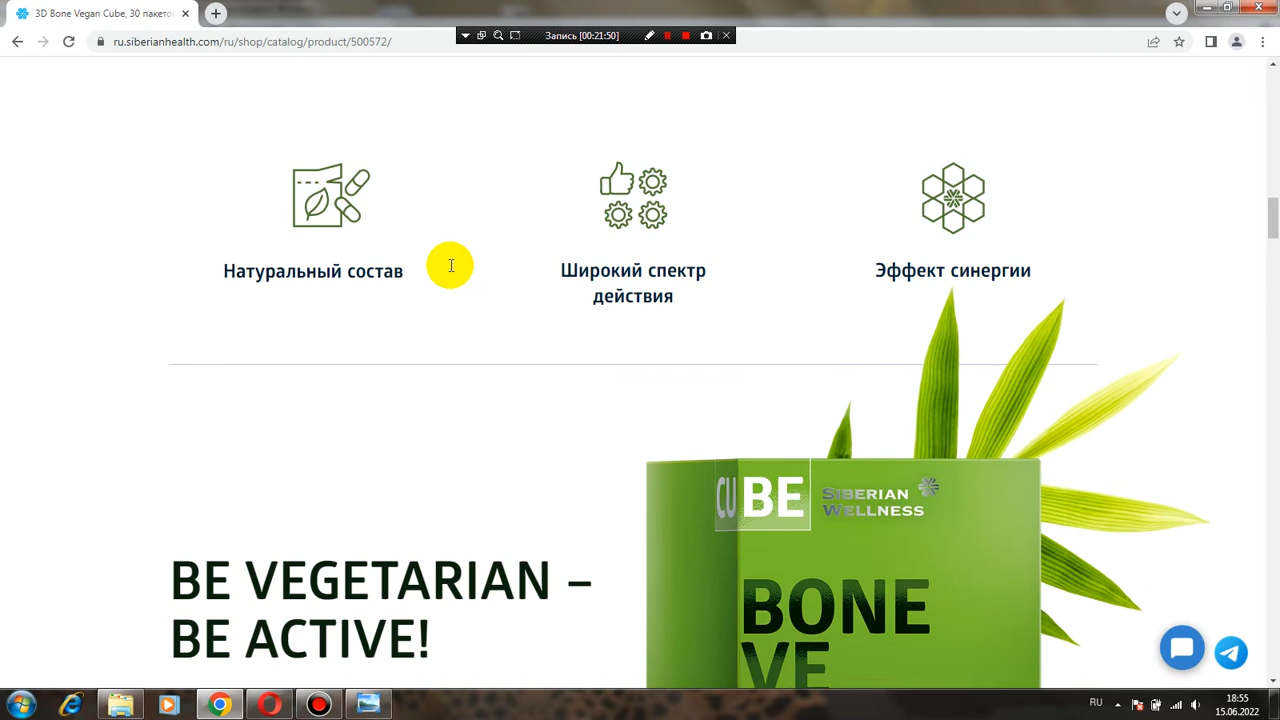 3D Bone Vegan Cube, 30 пакето
Запись [00:21:50]
ru.siberianhealth.com/ru/shop/catalog/product/500572/
Натуральный состав
Широкий спектр
действия
Эффект синергии
CU BE
SIBERIAN
WELLNESS
BE VEGETARIAN –
BE ACTIVE!
BONE
VE
RU
18:55
15.06.2022